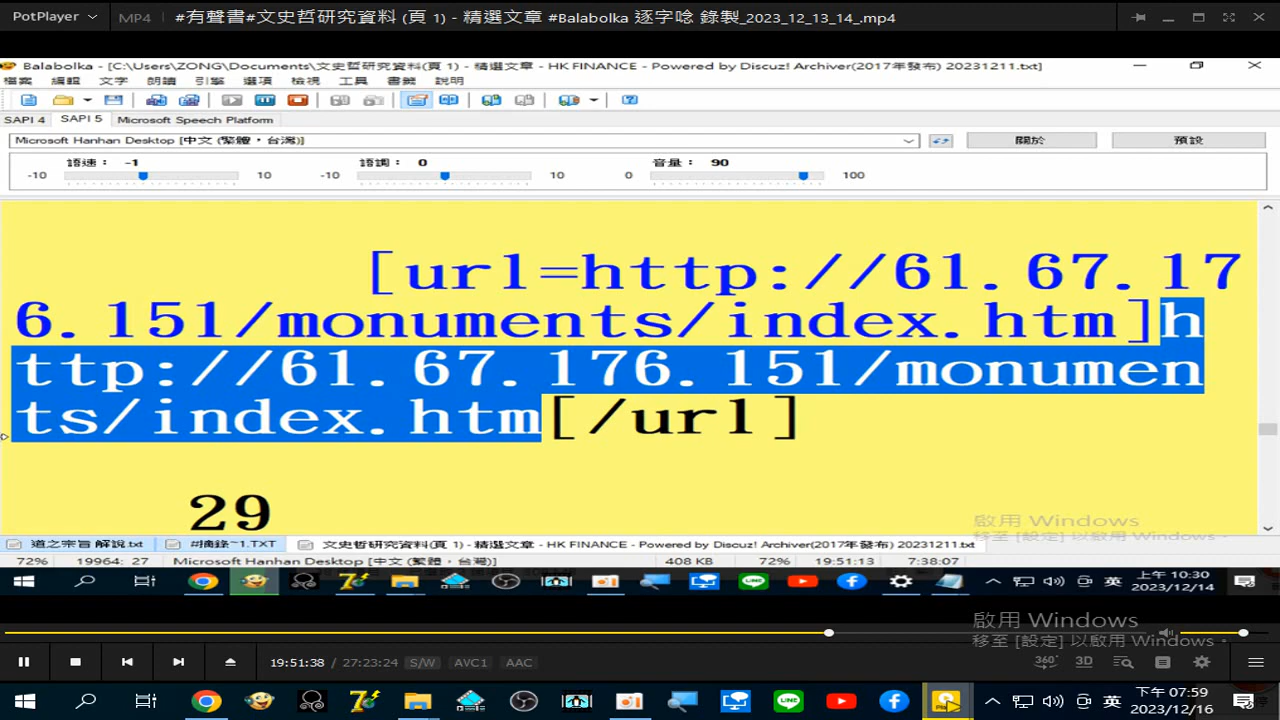 PotPlayer MP4 #有聲書#文史哲研究資料 (頁 1) - 精選文章 #Balabolka 逐字唸 錄製_2023_12_13_14_.mp4
Balabolka - [C:\Users\ZONG\Documents\文史哲研究資料(頁 1) - 精選文章 - HK FINANCE - Powered by Discuz! Archiver(2017年發布) 20231211.txt]
檔案 編輯 文字 朗讀 引擎 選項 檢視 工具 書籤 說明
SAPI 4 SAPI 5 Microsoft Speech Platform
Microsoft Hanhan Desktop [中文 (繁體，台灣)] 關於 預設
語速： -1 語調： 0 音量： 90
-10 10 -10 10 0 100
[url=http://61.67.17
6.151/monuments/index.htm]h
ttp://61.67.176.151/monumen
ts/index.htm[/url]
29
啟用 Windows
移至 [設定] 以啟用 Windows。
道之宗旨 解說.txt #摘錄~1.TXT 文史哲研究資料(頁 1) - 精選文章 - HK FINANCE - Powered by Discuz! Archiver(2017年發布) 20231211.txt
72% 19964: 27 Microsoft Hanhan Desktop [中文 (繁體，台灣)] 408 KB 72% 19:51:13 7:38:07
英 上午 10:30
2023/12/14
啟用 Windows
移至 [設定] 以啟用 Windows。
19:51:38 / 27:23:24 S/W AVC1 AAC 360° 3D
英 下午 07:59
2023/12/16